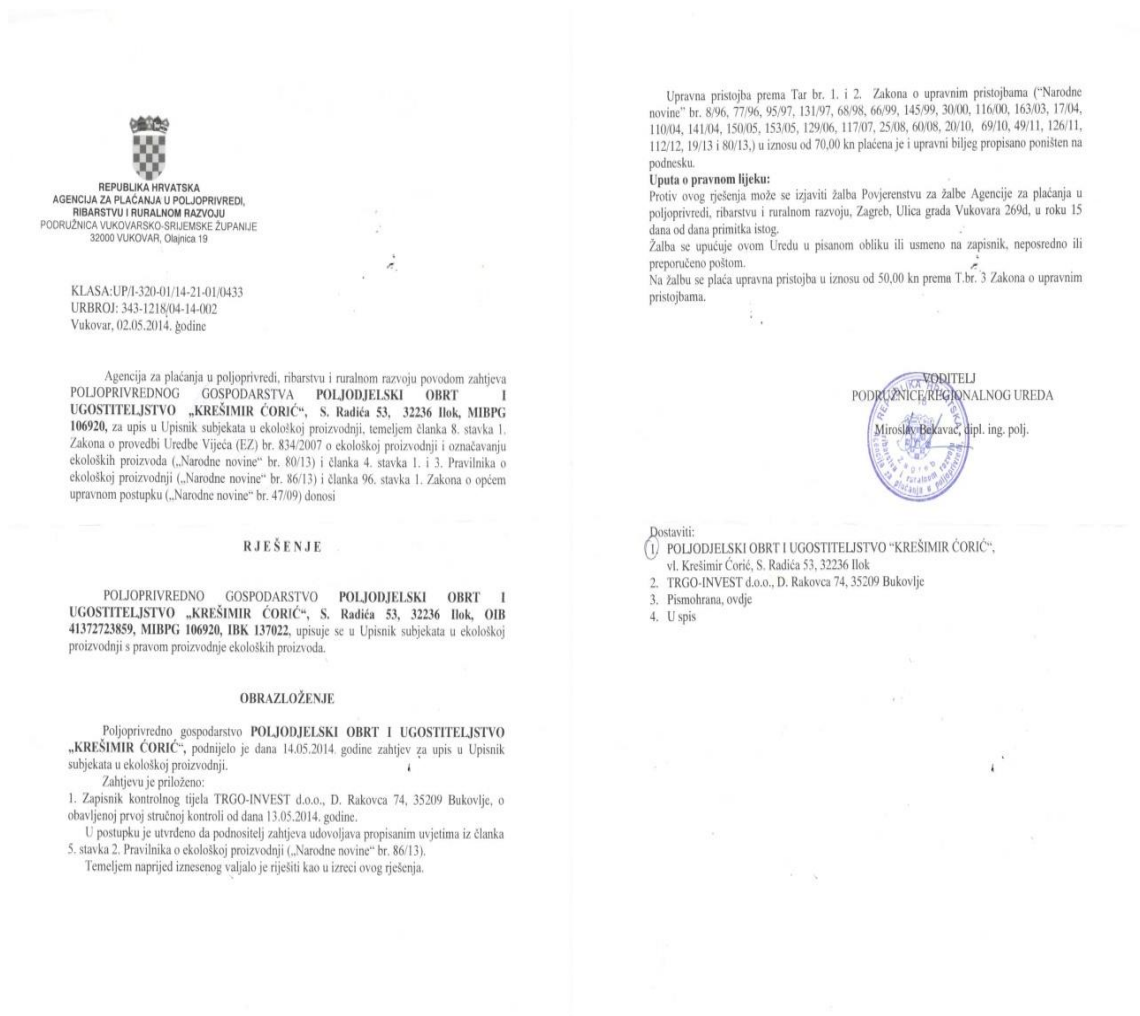 REPUBLIKA HRVATSKA
AGENCIJA ZA PLAĆANJA U POLJOPRIVREDI,
RIBARSTVU I RURALNOM RAZVOJU
PODRUŽNICA VUKOVARSKO-SRIJEMSKE ŽUPANIJE
32000 VUKOVAR, Olajnica 19
KLASA:UP/I-320-01/14-21-01/0433
URBROJ: 343-1218/04-14-002
Vukovar, 02.05.2014. godine
Agencija za plaćanja u poljoprivredi, ribarstvu i ruralnom razvoju povodom zahtjeva
POLJOPRIVREDNOG GOSPODARSTVA POLJODJELSKI OBRT I
UGOSTITELJSTVO „KREŠIMIR ĆORIĆ“, S. Radića 53, 32236 Ilok, MIBPG
106920, za upis u Upisnik subjekata u ekološkoj proizvodnji, temeljem članka 8. stavka 1.
Zakona o provedbi Uredbe Vijeća (EZ) br. 834/2007 o ekološkoj proizvodnji i označavanju
ekoloških proizvoda („Narodne novine“ br. 80/13) i članka 4. stavka 1. i 3. Pravilnika o
ekološkoj proizvodnji („Narodne novine“ br. 86/13) i članka 96. stavka 1. Zakona o općem
upravnom postupku („Narodne novine“ br. 47/09) donosi
RJEŠENJE
POLJOPRIVREDNO GOSPODARSTVO POLJODJELSKI OBRT I
UGOSTITELJSTVO „KREŠIMIR ĆORIĆ“, S. Radića 53, 32236 Ilok, OIB
41372723859, MIBPG 106920, IBK 137022, upisuje se u Upisnik subjekata u ekološkoj
proizvodnji s pravom proizvodnje ekoloških proizvoda.
OBRAZLOŽENJE
Poljoprivredno gospodarstvo POLJODJELSKI OBRT I UGOSTITELJSTVO
„KREŠIMIR ĆORIĆ“, podnijelo je dana 14.05.2014. godine zahtjev za upis u Upisnik
subjekata u ekološkoj proizvodnji.
Zahtjevu je priloženo:
1. Zapisnik kontrolnog tijela TRGO-INVEST d.o.o., D. Rakovca 74, 35209 Bukovlje, o
obavljenoj prvoj stručnoj kontroli od dana 13.05.2014. godine.
U postupku je utvrđeno da podnositelj zahtjeva udovoljava propisanim uvjetima iz članka
5. stavka 2. Pravilnika o ekološkoj proizvodnji („Narodne novine“ br. 86/13).
Temeljem naprijed iznesenog valjalo je riješiti kao u izreci ovog rješenja.
Upravna pristojba prema Tar br. 1. i 2. Zakona o upravnim pristojbama (“Narodne
novine” br. 8/96, 77/96, 95/97, 131/97, 68/98, 66/99, 145/99, 30/00, 116/00, 163/03, 17/04,
110/04, 141/04, 150/05, 153/05, 129/06, 117/07, 25/08, 60/08, 20/10, 69/10, 49/11, 126/11,
112/12, 19/13 i 80/13,) u iznosu od 70,00 kn plaćena je i upravni biljeg propisano poništen na
podnesku.
Uputa o pravnom lijeku:
Protiv ovog rješenja može se izjaviti žalba Povjerenstvu za žalbe Agencije za plaćanja u
poljoprivredi, ribarstvu i ruralnom razvoju, Zagreb, Ulica grada Vukovara 269d, u roku 15
dana od dana primitka istog.
Žalba se upućuje ovom Uredu u pisanom obliku ili usmeno na zapisnik, neposredno ili
preporučeno poštom.
Na žalbu se plaća upravna pristojba u iznosu od 50,00 kn prema T.br. 3 Zakona o upravnim
pristojbama.
VODITELJ
PODRUŽNICE/REGIONALNOG UREDA
Miroslav Bekavac, dipl. ing. polj.
Dostaviti:
1. POLJODJELSKI OBRT I UGOSTITELJSTVO “KREŠIMIR ĆORIĆ“,
vl. Krešimir Ćorić, S. Radića 53, 32236 Ilok
2. TRGO-INVEST d.o.o., D. Rakovca 74, 35209 Bukovlje
3. Pismohrana, ovdje
4. U spis